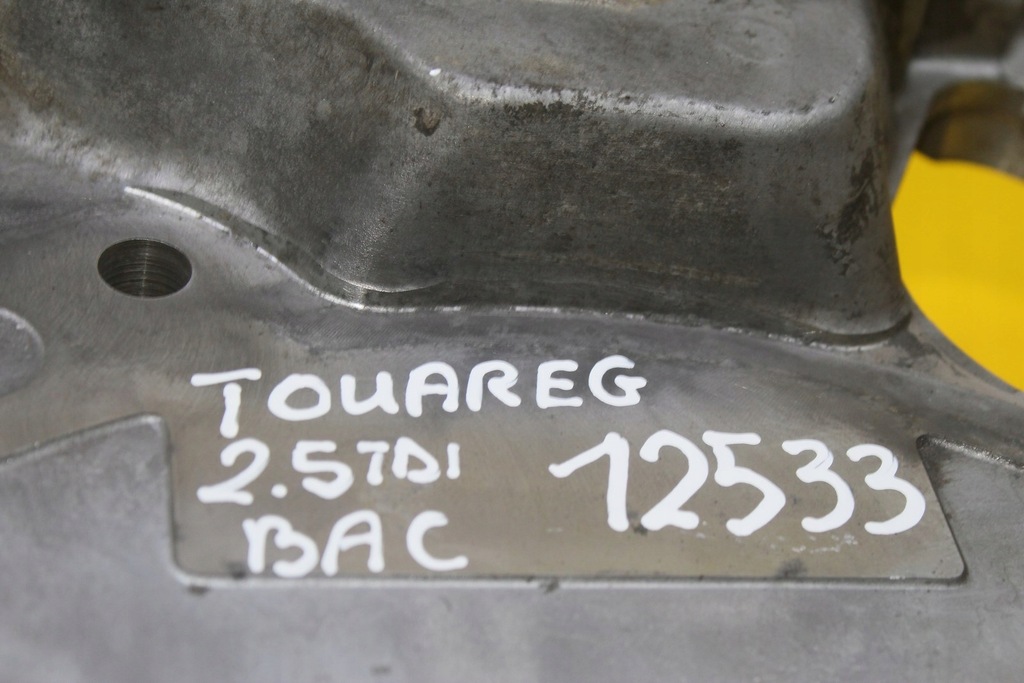 TOUAREG
2.5TDI
BAC
12533